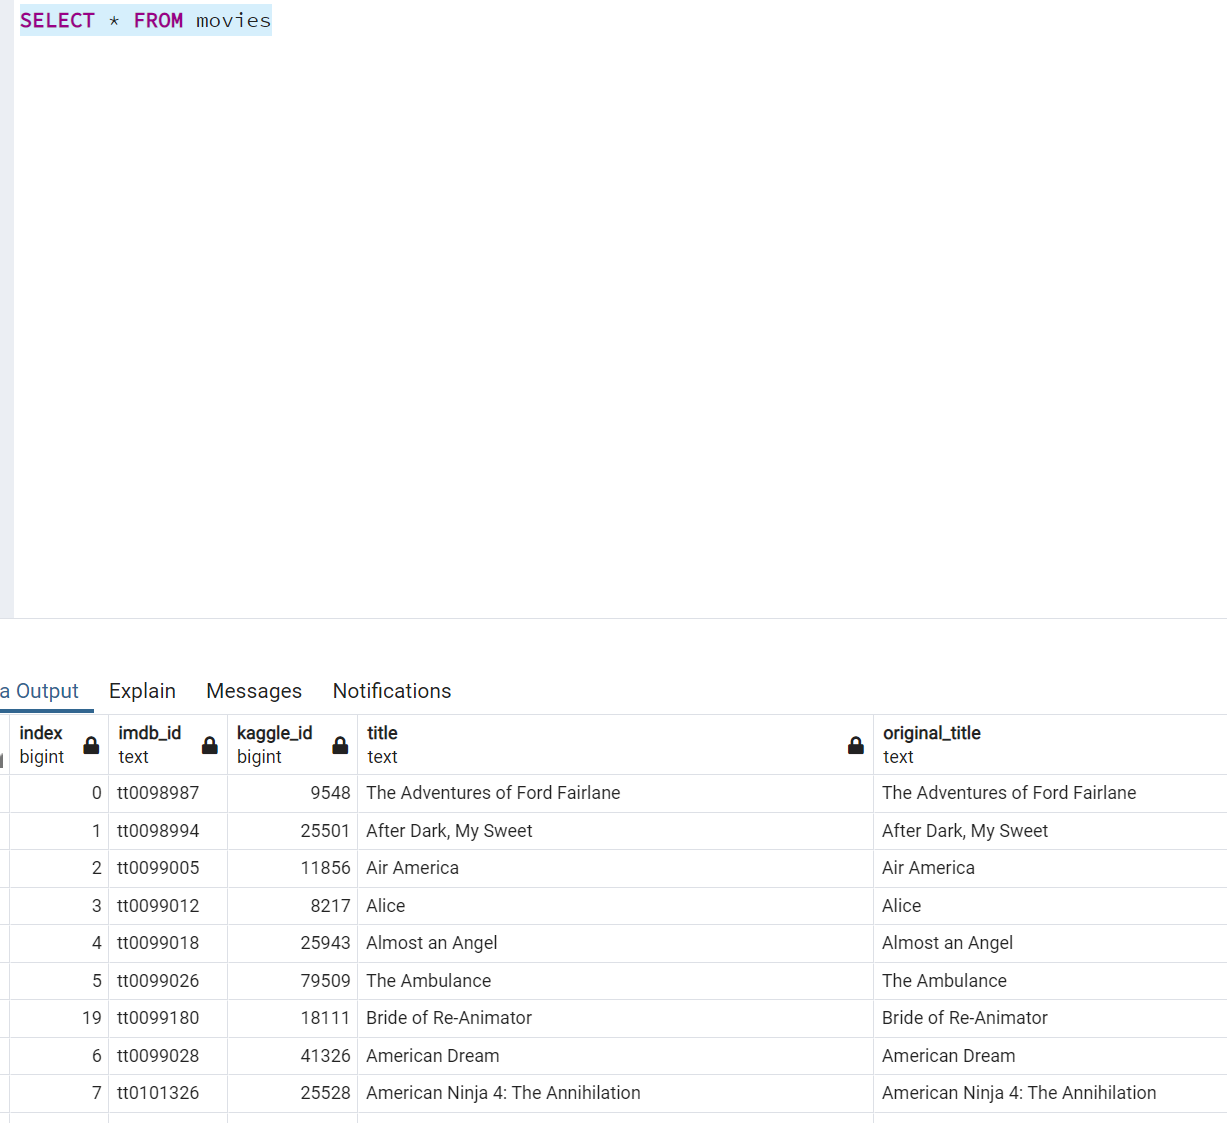 SELECT * FROM movies
a Output Explain Messages Notifications
index imdb_id kaggle_id title original_title
bigint text bigint text text
0 tt0098987 9548 The Adventures of Ford Fairlane The Adventures of Ford Fairlane
1 tt0098994 25501 After Dark, My Sweet After Dark, My Sweet
2 tt0099005 11856 Air America Air America
3 tt0099012 8217 Alice Alice
4 tt0099018 25943 Almost an Angel Almost an Angel
5 tt0099026 79509 The Ambulance The Ambulance
19 tt0099180 18111 Bride of Re-Animator Bride of Re-Animator
6 tt0099028 41326 American Dream American Dream
7 tt0101326 25528 American Ninja 4: The Annihilation American Ninja 4: The Annihilation